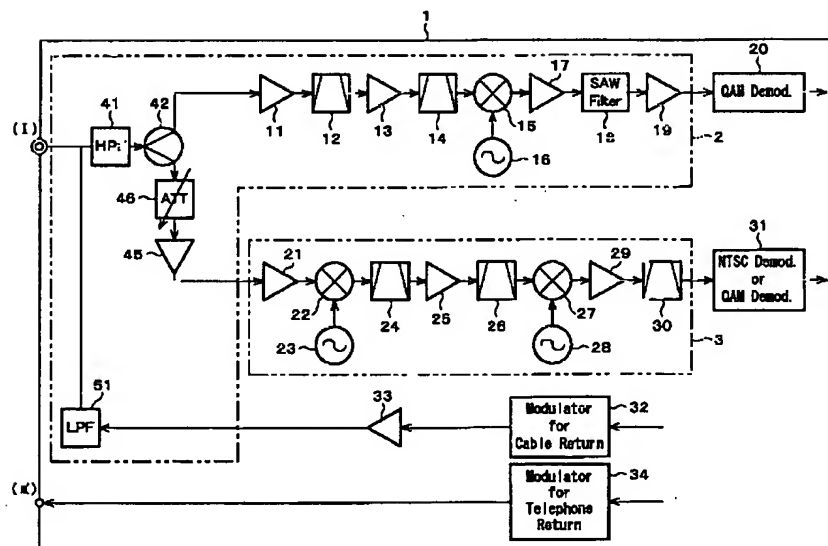 1
41
42
17
20
(I)
HPi
SAW
Filter
QAM Demod.
11
12
13
14
15
16
18
19
2
46
ATT
45
21
29
31
NTSC Demod.
or
QAM Demod.
22
23
24
25
26
27
28
30
3
51
LPF
33
Modulator
for
Cable Return
32
Modulator
for
Telephone
Return
34